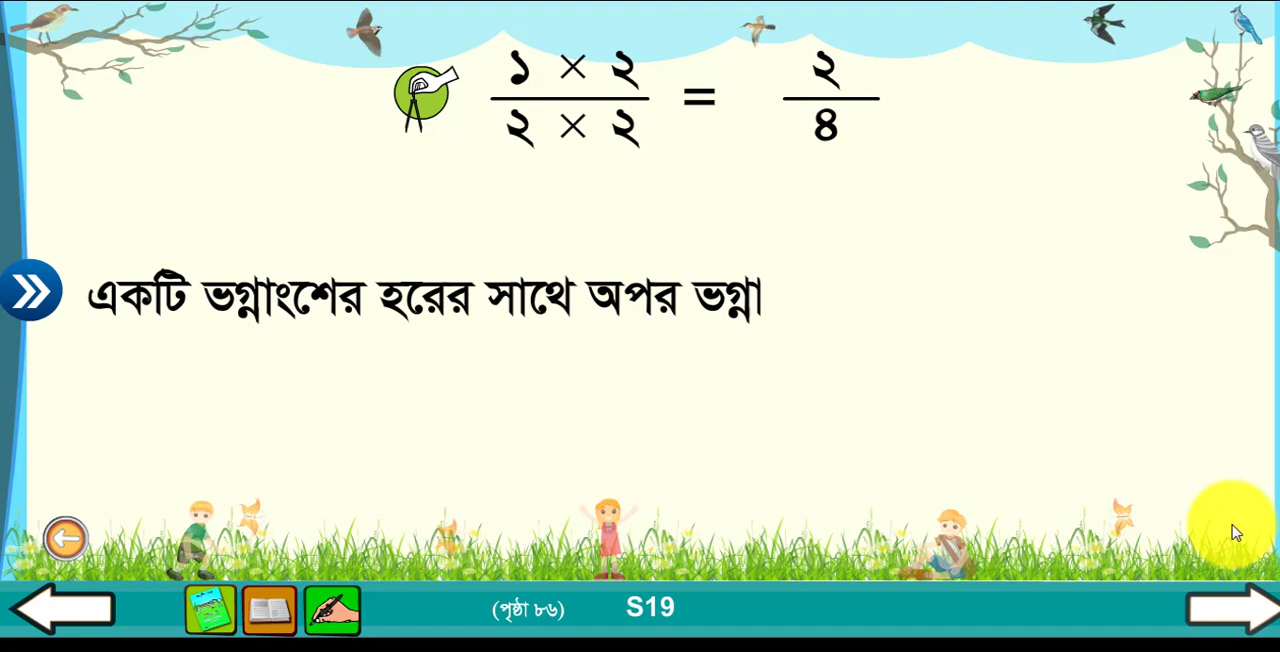 ১ × ২ = ২
২ × ২ ৪
একটি ভগ্নাংশের হরের সাথে অপর ভগ্না
(পৃষ্ঠা ৮৬) S19